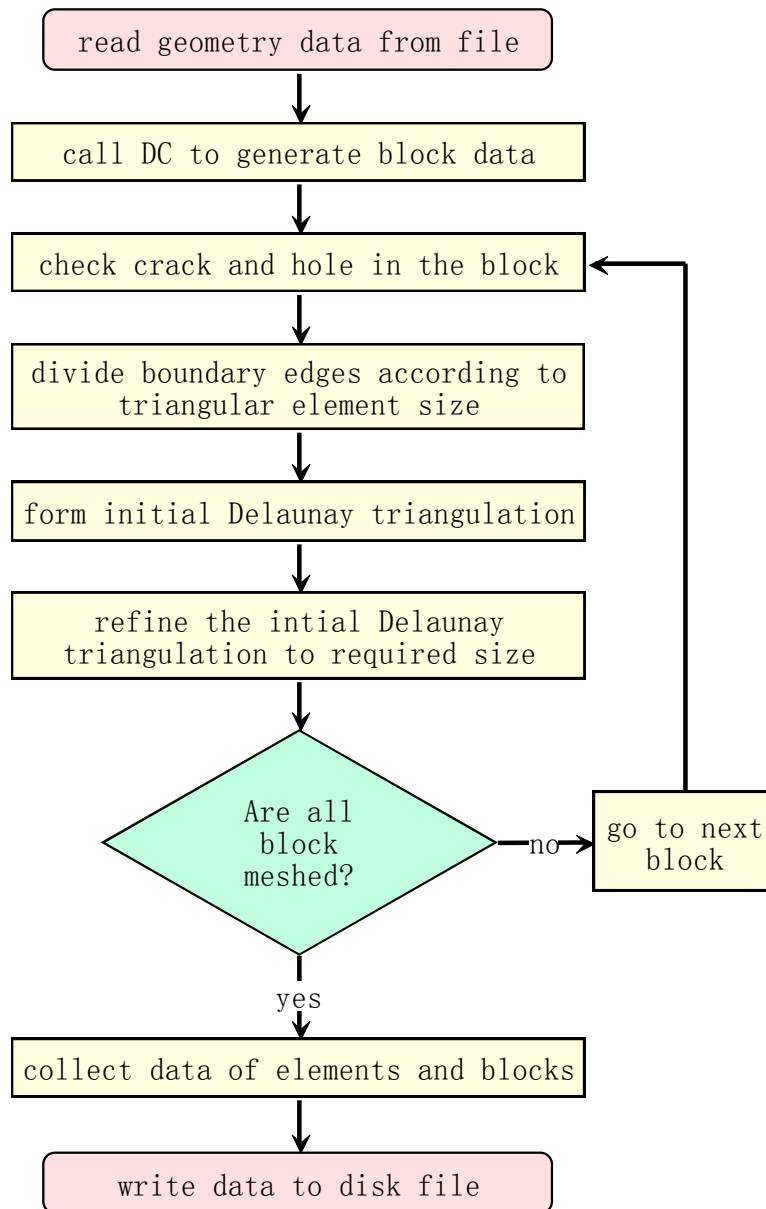 read geometry data from file
call DC to generate block data
check crack and hole in the block
divide boundary edges according to
triangular element size
form initial Delaunay triangulation
refine the intial Delaunay
triangulation to required size
Are all
block
meshed?
no
go to next
block
yes
collect data of elements and blocks
write data to disk file